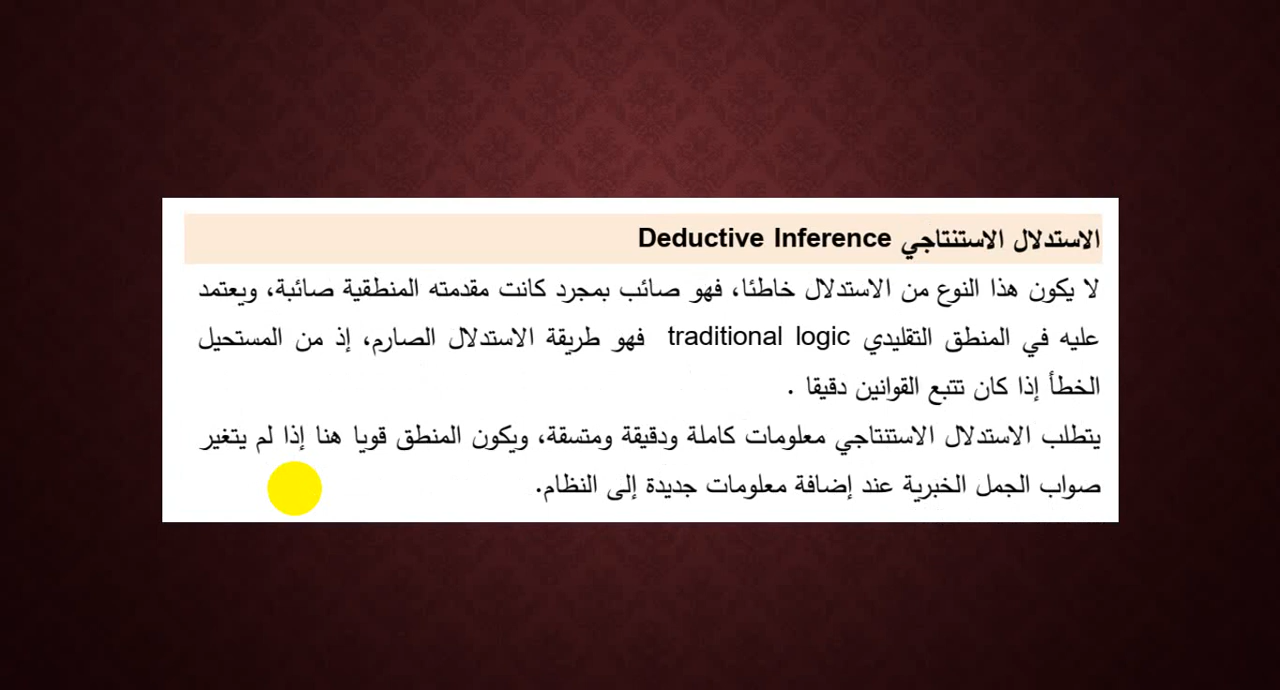 الاستدلال الاستنتاجي Deductive Inference
لا يكون هذا النوع من الاستدلال خاطئا، فهو صائب بمجرد كانت مقدمته المنطقية صائبة، ويعتمد
عليه في المنطق التقليدي traditional logic فهو طريقة الاستدلال الصارم، إذ من المستحيل
الخطأ إذا كان تتبع القوانين دقيقا .
يتطلب الاستدلال الاستنتاجي معلومات كاملة ودقيقة ومتسقة، ويكون المنطق قويا هنا إذا لم يتغير
صواب الجمل الخبرية عند إضافة معلومات جديدة إلى النظام.